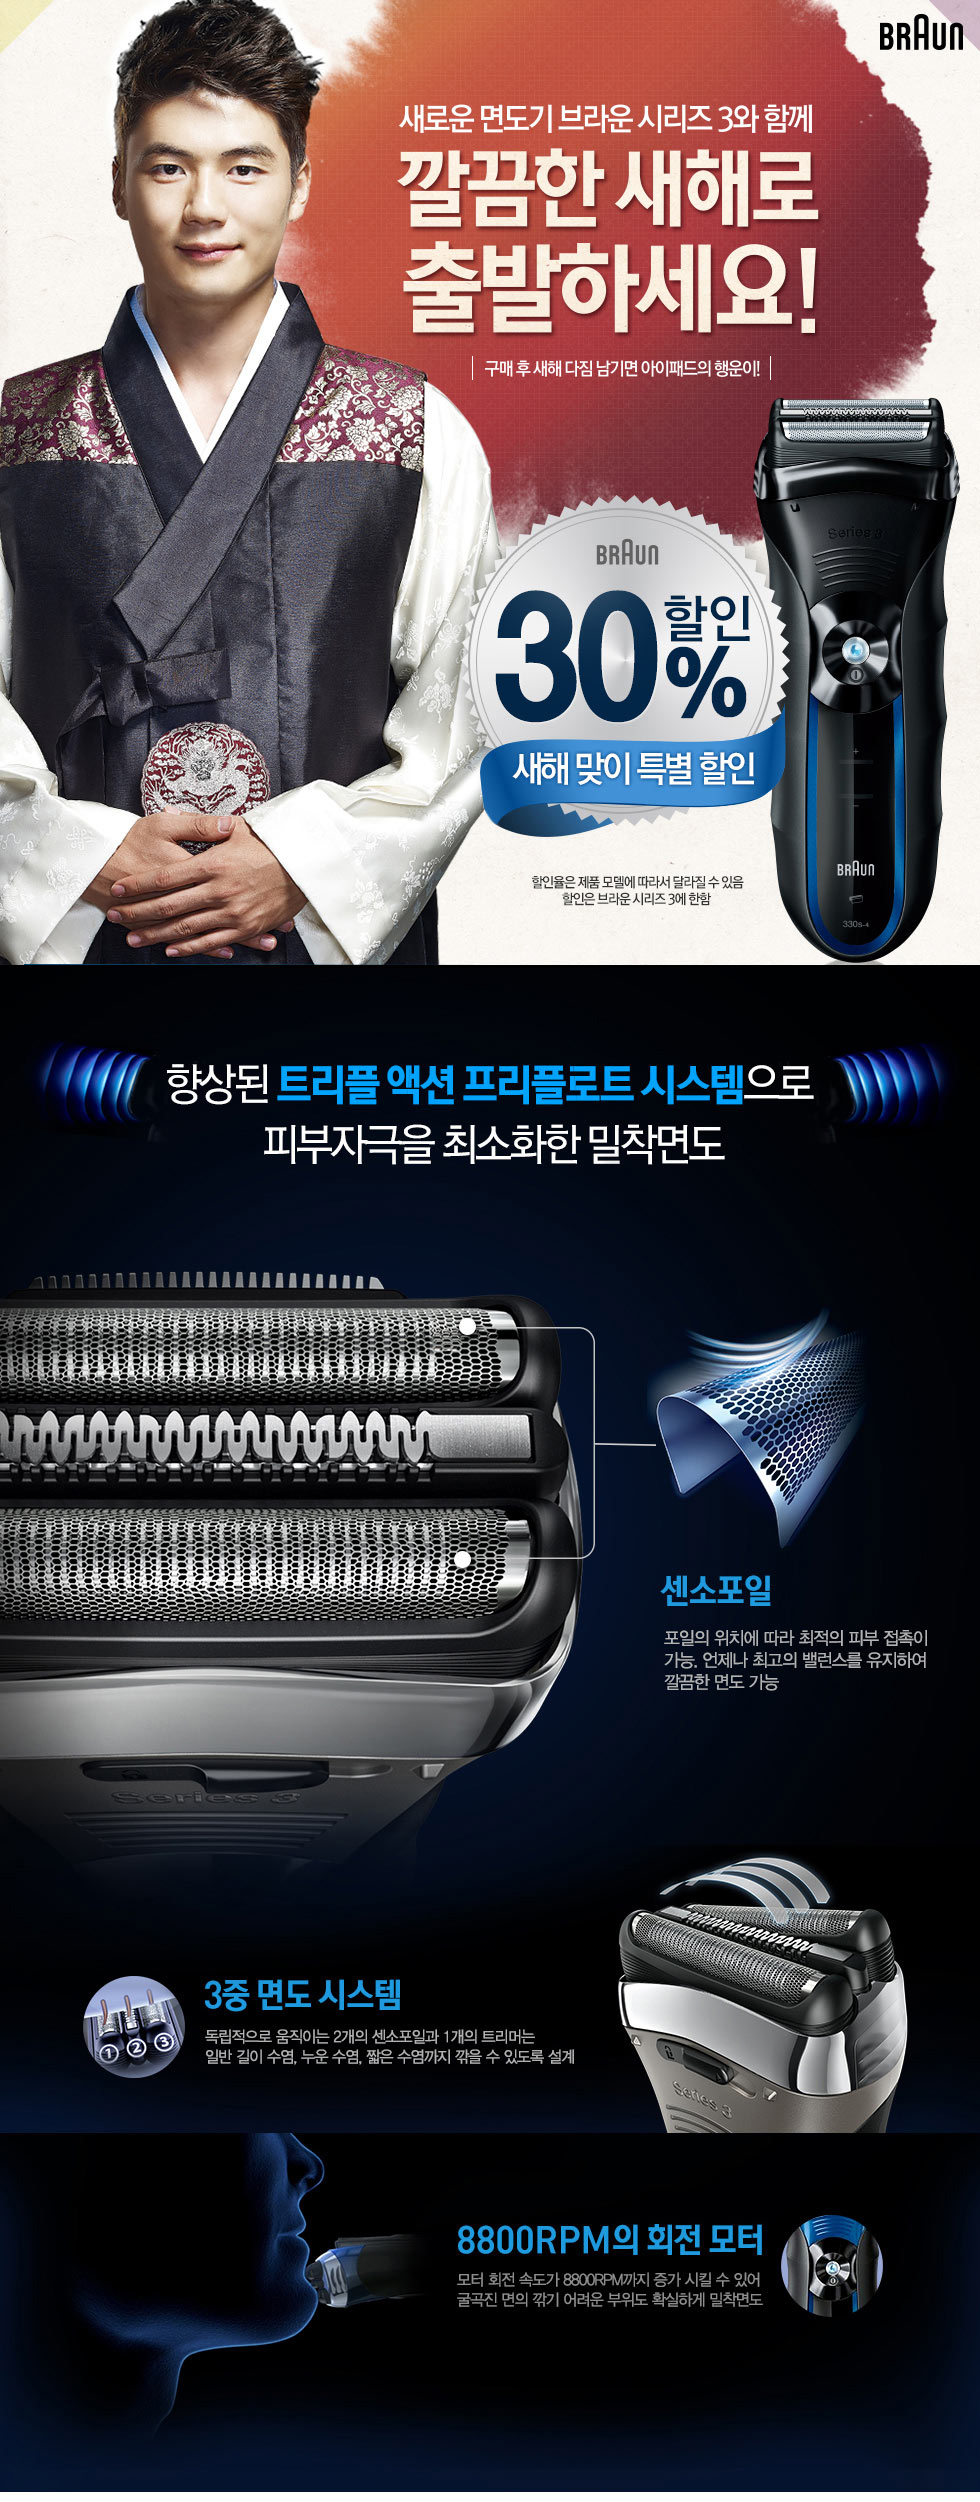 BRAUN
새로운 면도기 브라운 시리즈 3와 함께
깔끔한 새해로
출발하세요!
구매 후 새해 다짐 남기면 아이패드의 행운이!
Series 3
BRAUN
30% 할인
새해 맞이 특별 할인
BRAUN
330s-4
할인율은 제품 모델에 따라서 달라질 수 있음
할인은 브라운 시리즈 3에 한함
향상된 트리플 액션 프리플로트 시스템으로
피부자극을 최소화한 밀착면도
센소포일
포일의 위치에 따라 최적의 피부 접촉이
가능. 언제나 최고의 밸런스를 유지하여
깔끔한 면도 가능
Series 3
3중 면도 시스템
독립적으로 움직이는 2개의 센소포일과 1개의 트리머는
일반 길이 수염, 누운 수염, 짧은 수염까지 깎을 수 있도록 설계
1 2 3
Series 3
8800RPM의 회전 모터
모터 회전 속도가 8800RPM까지 증가 시킬 수 있어
굴곡진 면의 깎기 어려운 부위도 확실하게 밀착면도